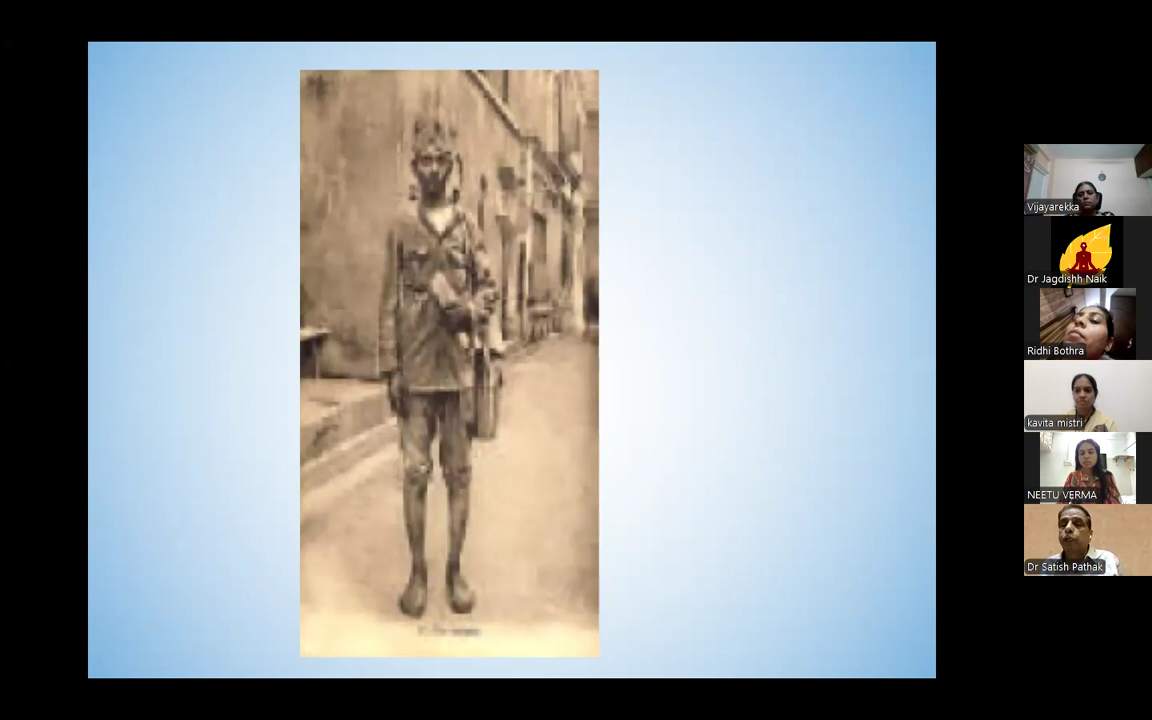 Vijayarekka
Dr Jagdishh Naik
Ridhi Bothra
kavita mistri
NEETU VERMA
Dr Satish Pathak